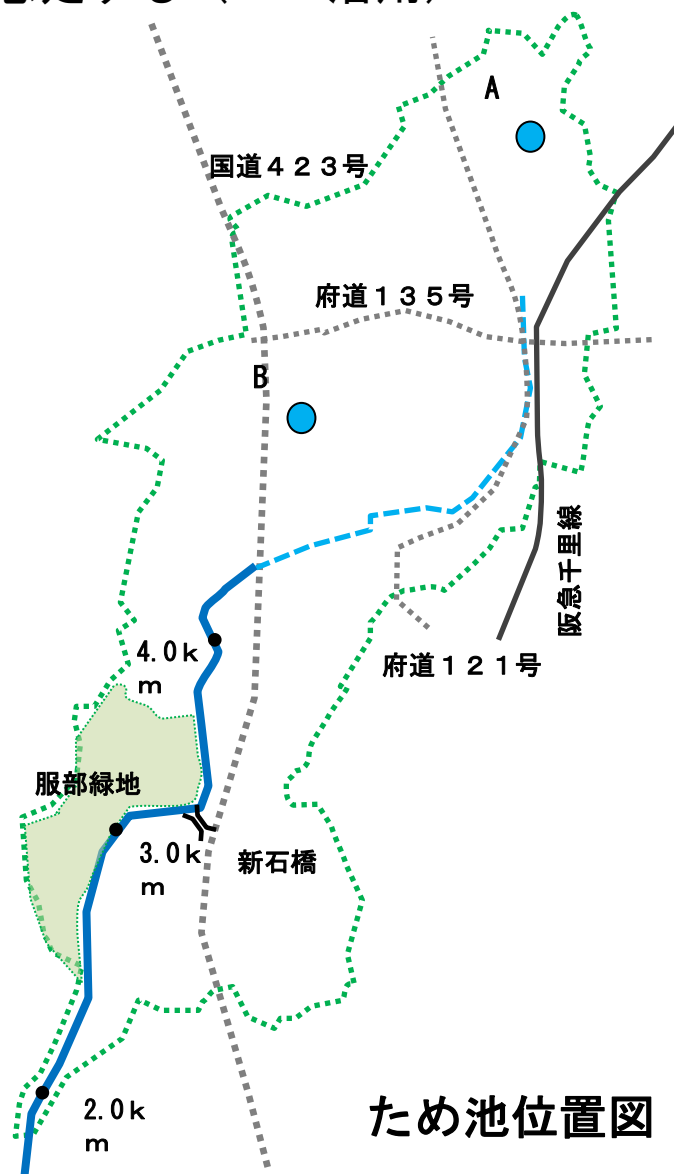 A
国道４２３号
府道１３５号
B
阪急千里線
4.0k
m
府道１２１号
服部緑地
3.0k
m
新石橋
2.0k
m
ため池位置図